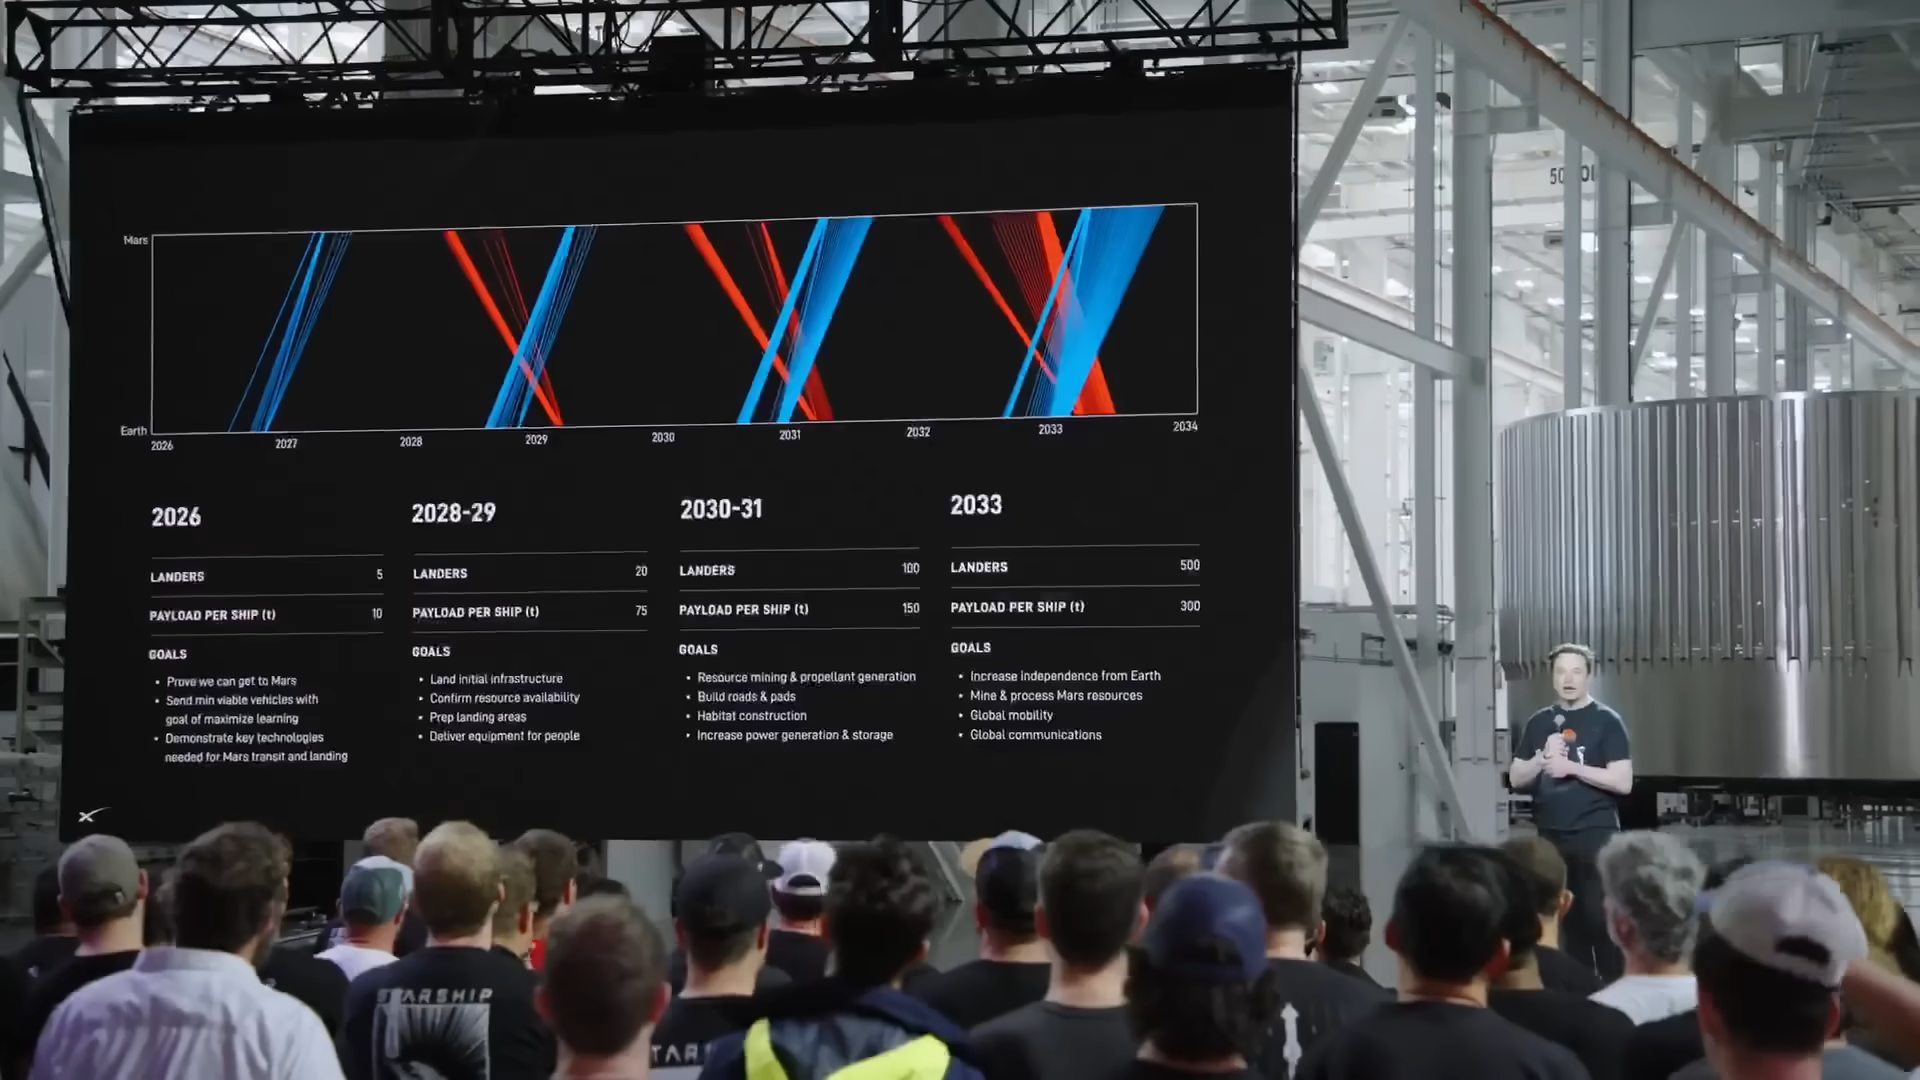 Mars
Earth
2026 2027 2028 2029 2030 2031 2032 2033 2034
2026
LANDERS 5
PAYLOAD PER SHIP (t) 10
GOALS
• Prove we can get to Mars
• Send min viable vehicles with
goal of maximize learning
• Demonstrate key technologies
needed for Mars transit and landing
2028-29
LANDERS 20
PAYLOAD PER SHIP (t) 75
GOALS
• Land initial infrastructure
• Confirm resource availability
• Prep landing areas
• Deliver equipment for people
2030-31
LANDERS 100
PAYLOAD PER SHIP (t) 150
GOALS
• Resource mining & propellant generation
• Build roads & pads
• Habitat construction
• Increase power generation & storage
2033
LANDERS 500
PAYLOAD PER SHIP (t) 300
GOALS
• Increase independence from Earth
• Mine & process Mars resources
• Global mobility
• Global communications
STARSHIP